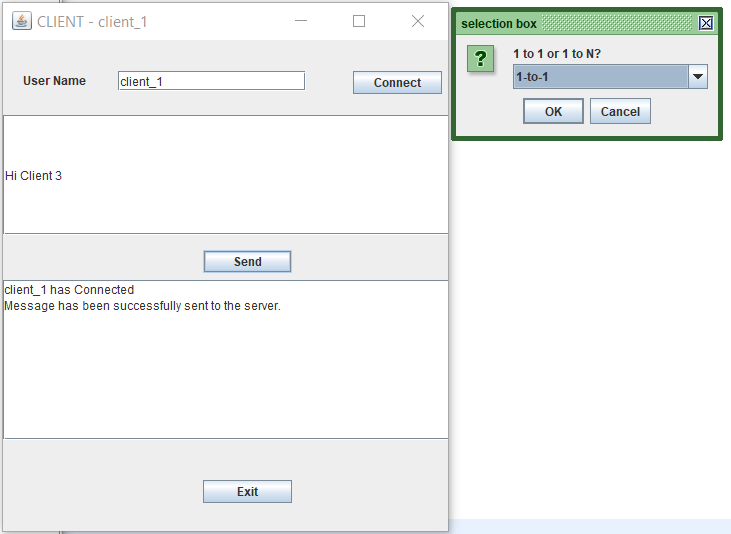 CLIENT - client_1
User Name
client_1
Connect
Hi Client 3
Send
client_1 has Connected
Message has been successfully sent to the server.
Exit
selection box
?
1 to 1 or 1 to N?
1-to-1
OK
Cancel